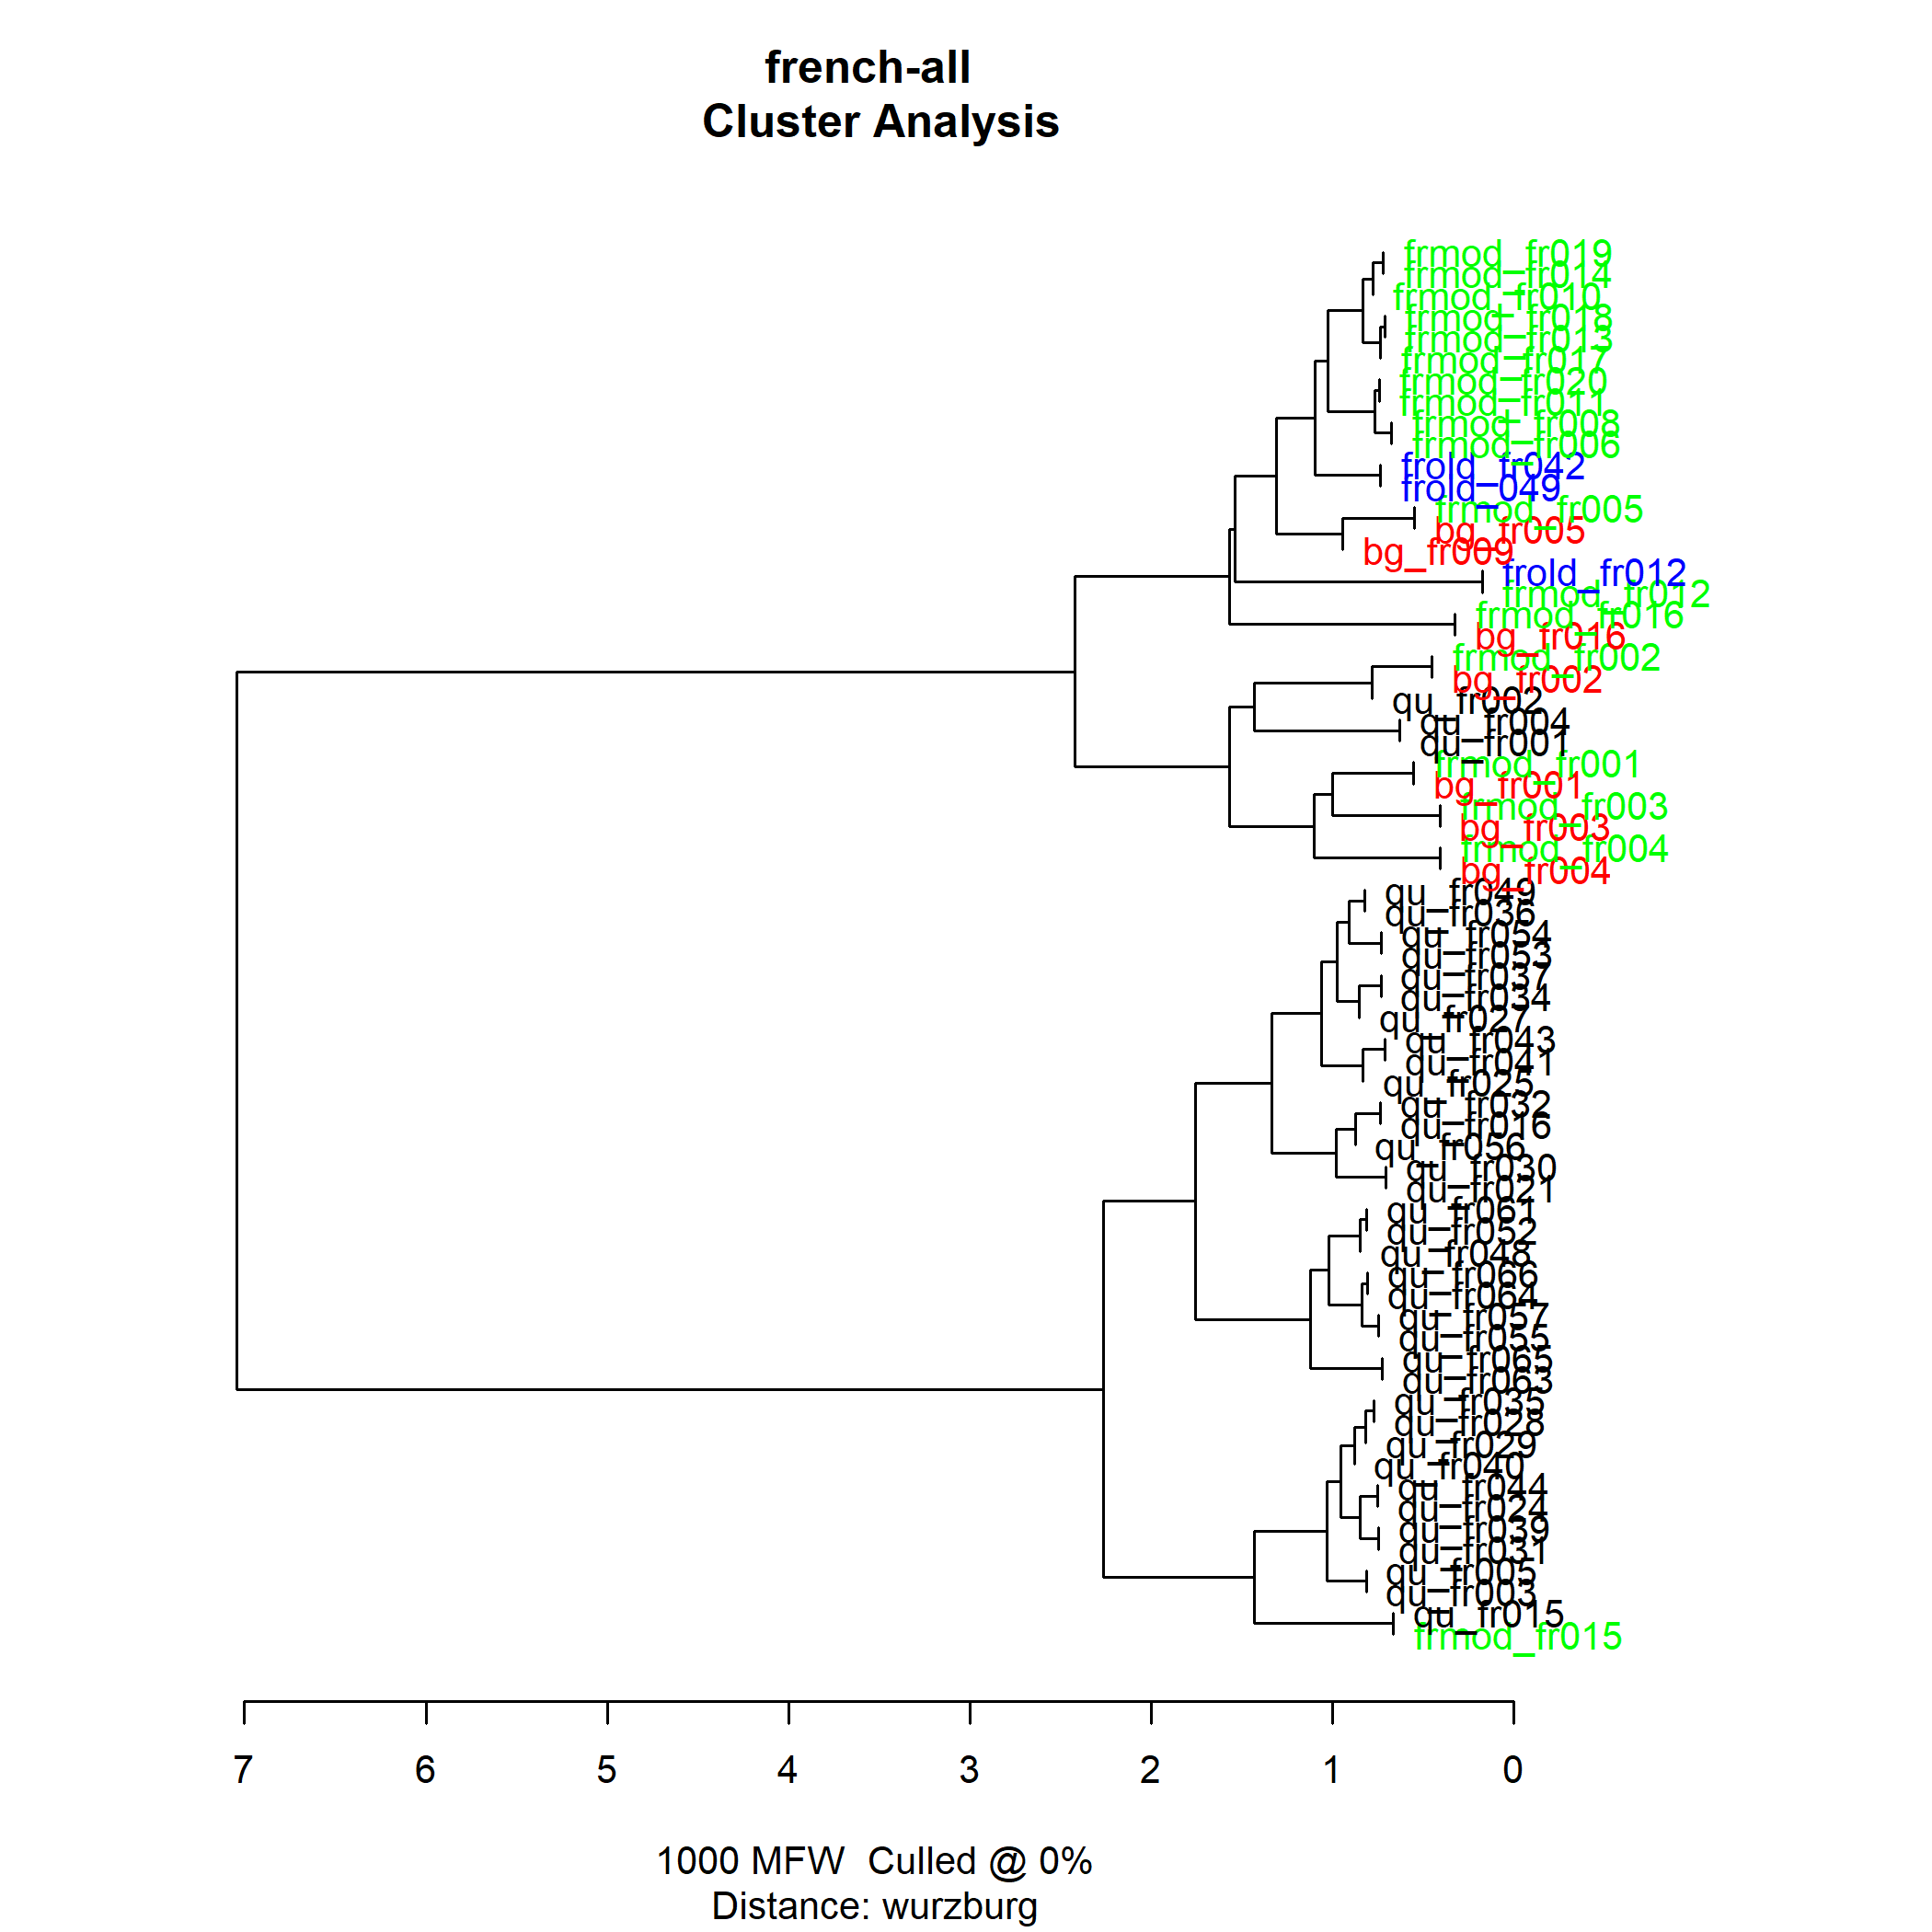 french-all
Cluster Analysis
frmod_fr019
frmod_fr014
frmod_fr010
frmod_fr018
frmod_fr013
frmod_fr017
frmod_fr020
frmod_fr011
frmod_fr008
frmod_fr006
frold_fr042
frold_049
frmod_fr005
bg_fr005
bg_fr009
frold_fr012
frmod_fr012
frmod_fr016
bg_fr016
frmod_fr002
bg_fr002
qu_fr002
qu_fr004
qu_fr001
frmod_fr001
bg_fr001
frmod_fr003
bg_fr003
frmod_fr004
bg_fr004
qu_fr049
qu_fr036
qu_fr054
qu_fr053
qu_fr037
qu_fr034
qu_fr027
qu_fr043
qu_fr041
qu_fr025
qu_fr032
qu_fr016
qu_fr056
qu_fr030
qu_fr021
qu_fr061
qu_fr052
qu_fr048
qu_fr066
qu_fr064
qu_fr057
qu_fr055
qu_fr065
qu_fr063
qu_fr035
qu_fr028
qu_fr029
qu_fr040
qu_fr044
qu_fr024
qu_fr039
qu_fr031
qu_fr005
qu_fr003
qu_fr015
frmod_fr015
7 6 5 4 3 2 1 0
1000 MFW  Culled @ 0%
Distance: wurzburg